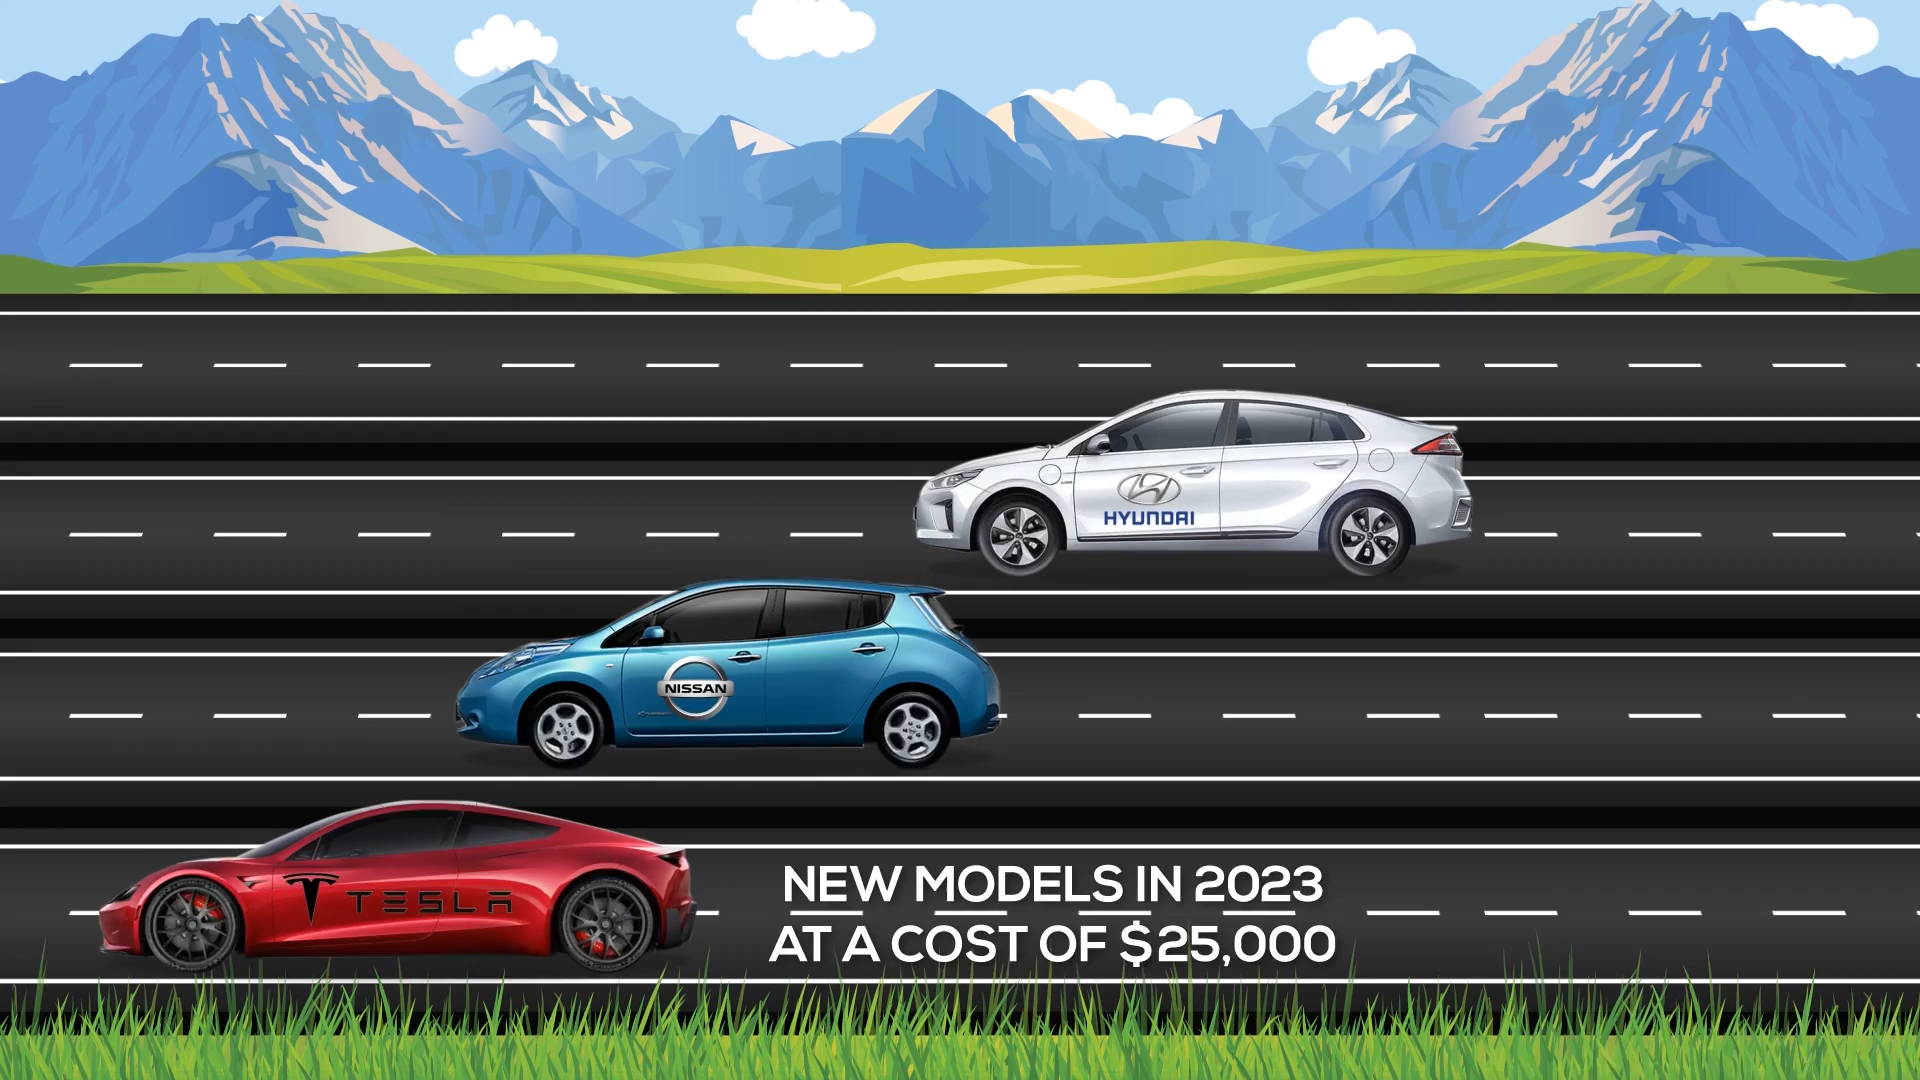 HYUNDAI
NISSAN
TESLA
NEW MODELS IN 2023
AT A COST OF $25,000